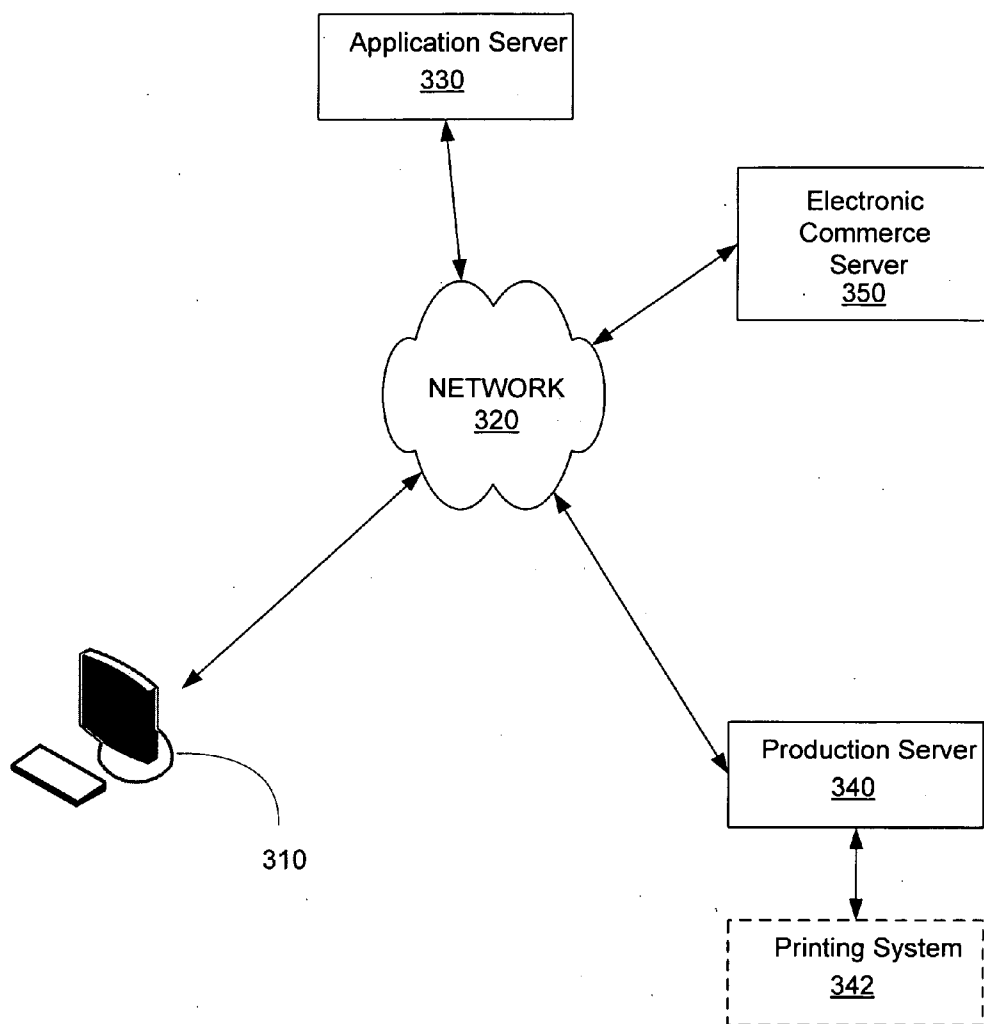 Application Server
330
Electronic
Commerce
Server
350
NETWORK
320
310
Production Server
340
Printing System
342